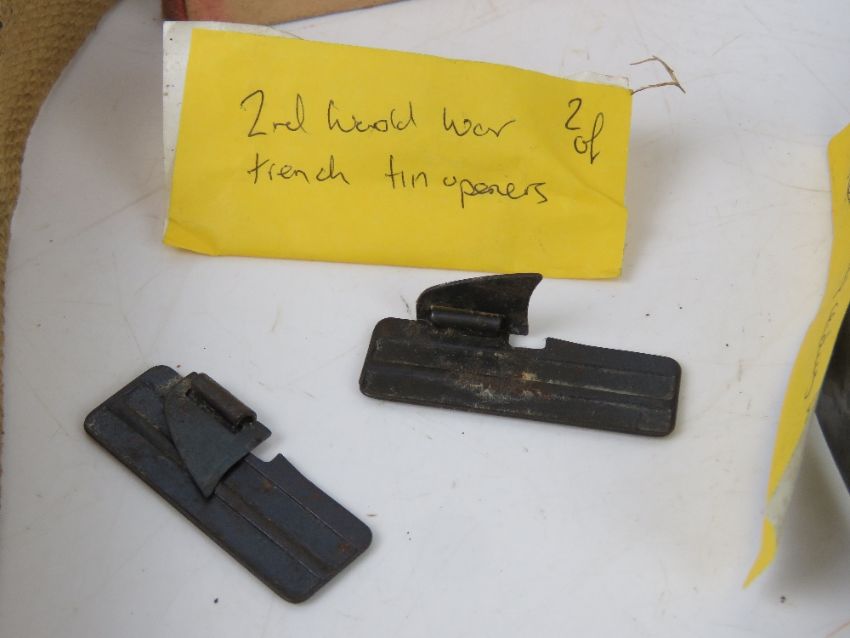 2nd World War 2 of
trench tin openers